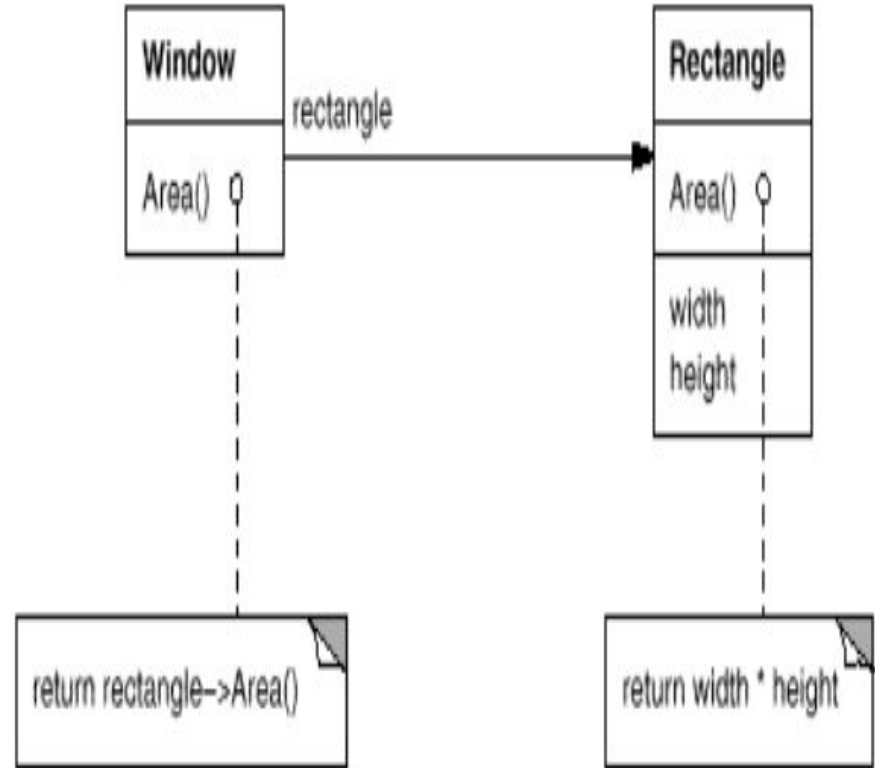 Window
Area()
rectangle
Rectangle
Area()
width
height
return rectangle–>Area()
return width * height